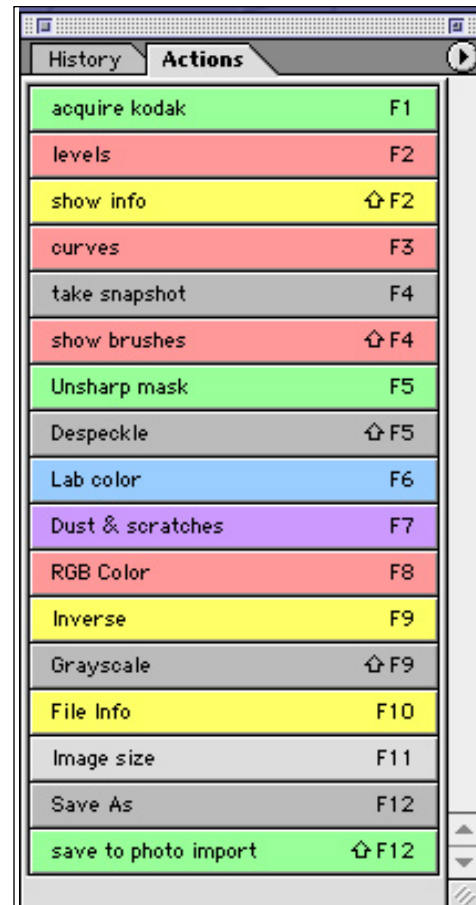 History Actions
acquire kodak F1
levels F2
show info ⇧F2
curves F3
take snapshot F4
show brushes ⇧F4
Unsharp mask F5
Despeckle ⇧F5
Lab color F6
Dust & scratches F7
RGB Color F8
Inverse F9
Grayscale ⇧F9
File Info F10
Image size F11
Save As F12
save to photo import ⇧F12